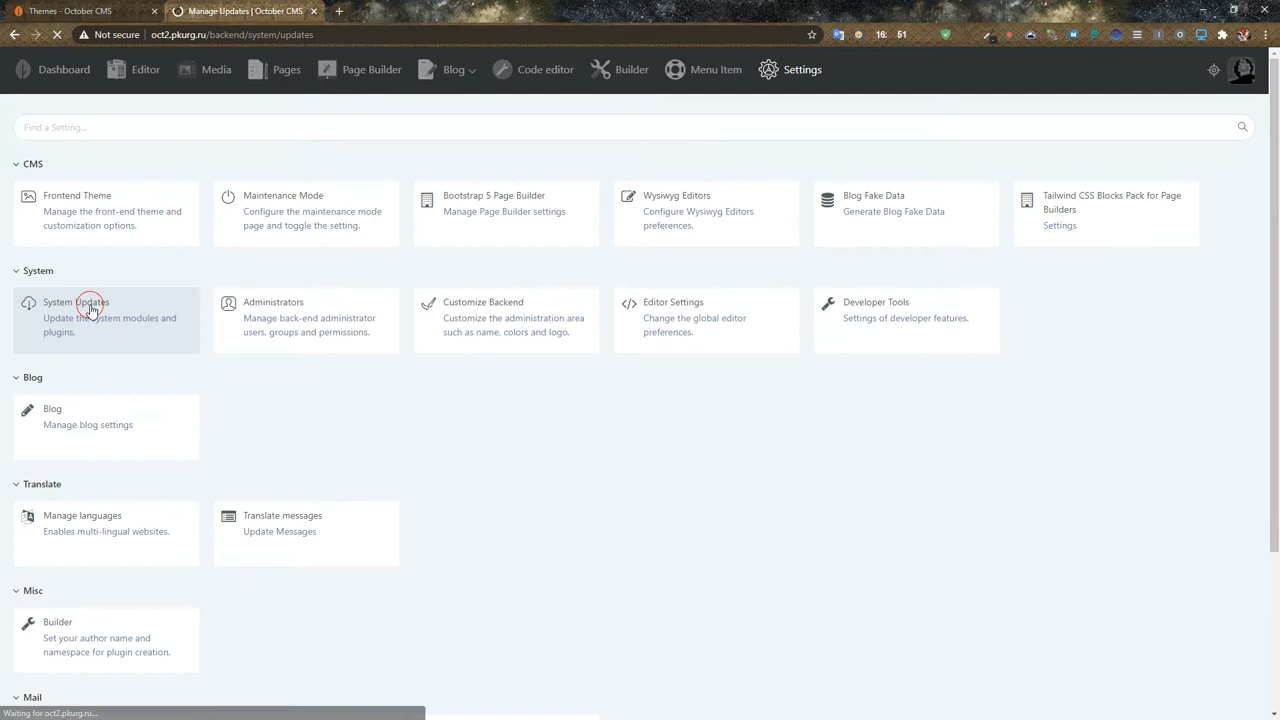 Themes - October CMS
Manage Updates | October CMS
Not secure
oct2.pkurg.ru/backend/system/updates
16: 51
Dashboard
Editor
Media
Pages
Page Builder
Blog
Code editor
Builder
Menu Item
Settings
Find a Setting...
CMS
Frontend Theme
Manage the front-end theme and
customization options.
Maintenance Mode
Configure the maintenance mode
page and toggle the setting.
Bootstrap 5 Page Builder
Manage Page Builder settings
Wysiwyg Editors
Configure Wysiwyg Editors
preferences.
Blog Fake Data
Generate Blog Fake Data
Tailwind CSS Blocks Pack for Page
Builders
Settings
System
System Updates
Update the system modules and
plugins.
Administrators
Manage back-end administrator
users, groups and permissions.
Customize Backend
Customize the administration area
such as name, colors and logo.
Editor Settings
Change the global editor
preferences.
Developer Tools
Settings of developer features.
Blog
Blog
Manage blog settings
Translate
Manage languages
Enables multi-lingual websites.
Translate messages
Update Messages
Misc
Builder
Set your author name and
namespace for plugin creation.
Mail
Waiting for oct2.pkurg.ru...